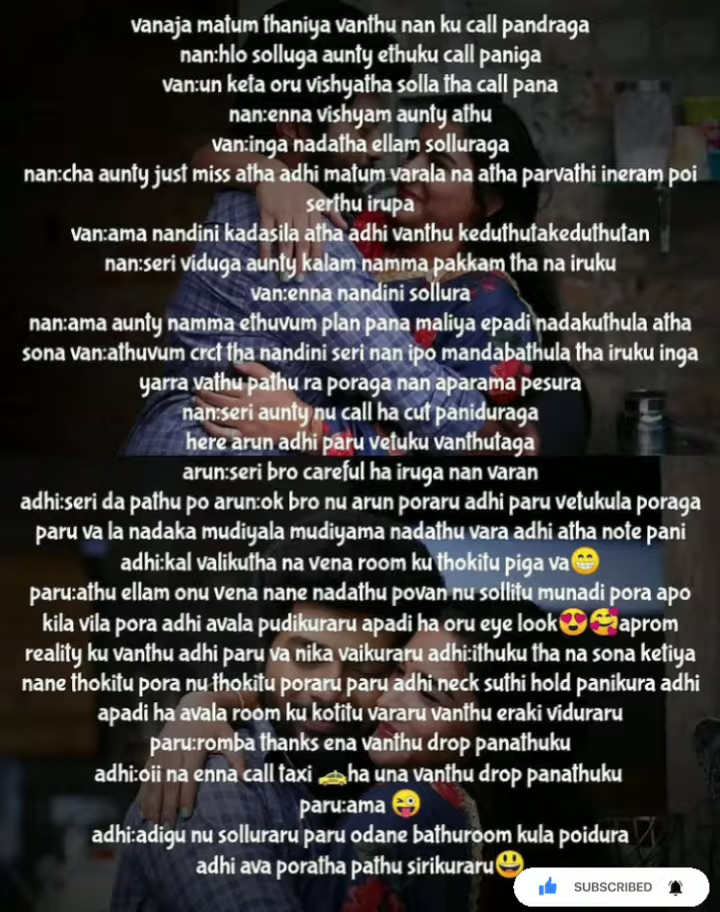 vanaja matum thaniya vanthu nan ku call pandraga
nan:hlo solluga aunty ethuku call paniga
van:un keta oru vishyatha solla tha call pana
nan:enna vishyam aunty athu
van:inga nadatha ellam solluraga
nan:cha aunty just miss atha adhi matum varala na atha parvathi ineram poi
serthu irupa
van:ama nandini kadasila atha adhi vanthu keduthutakeduthutan
nan:seri viduga aunty kalam namma pakkam tha na iruku
van:enna nandini sollura
nan:ama aunty namma ethuvum plan pana maliya epadi nadakuthula atha
sona van:athuvum crct tha nandini seri nan ipo mandabathula tha iruku inga
yarra vathu pathu ra poraga nan aparama pesura
nan:seri aunty nu call ha cut paniduraga
here arun adhi paru vetuku vanthutaga
arun:seri bro careful ha iruga nan varan
adhi:seri da pathu po arun:ok bro nu arun poraru adhi paru vetukula poraga
paru va la nadaka mudiyala mudiyama nadathu vara adhi atha note pani
adhi:kal valikutha na vena room ku thokitu piga va😁
paru:athu ellam onu vena nane nadathu povan nu sollitu munadi pora apo
kila vila pora adhi avala pudikuraru apadi ha oru eye look😍🥰aprom
reality ku vanthu adhi paru va nika vaikuraru adhi:ithuku tha na sona ketiya
nane thokitu pora nu thokitu poraru paru adhi neck suthi hold panikura adhi
apadi ha avala room ku kotitu vararu vanthu eraki viduraru
paru:romba thanks ena vanthu drop panathuku
adhi:oii na enna call taxi 🚕ha una vanthu drop panathuku
paru:ama 😜
adhi:adigu nu solluraru paru odane bathuroom kula poidura
adhi ava poratha pathu sirikuraru😃
SUBSCRIBED